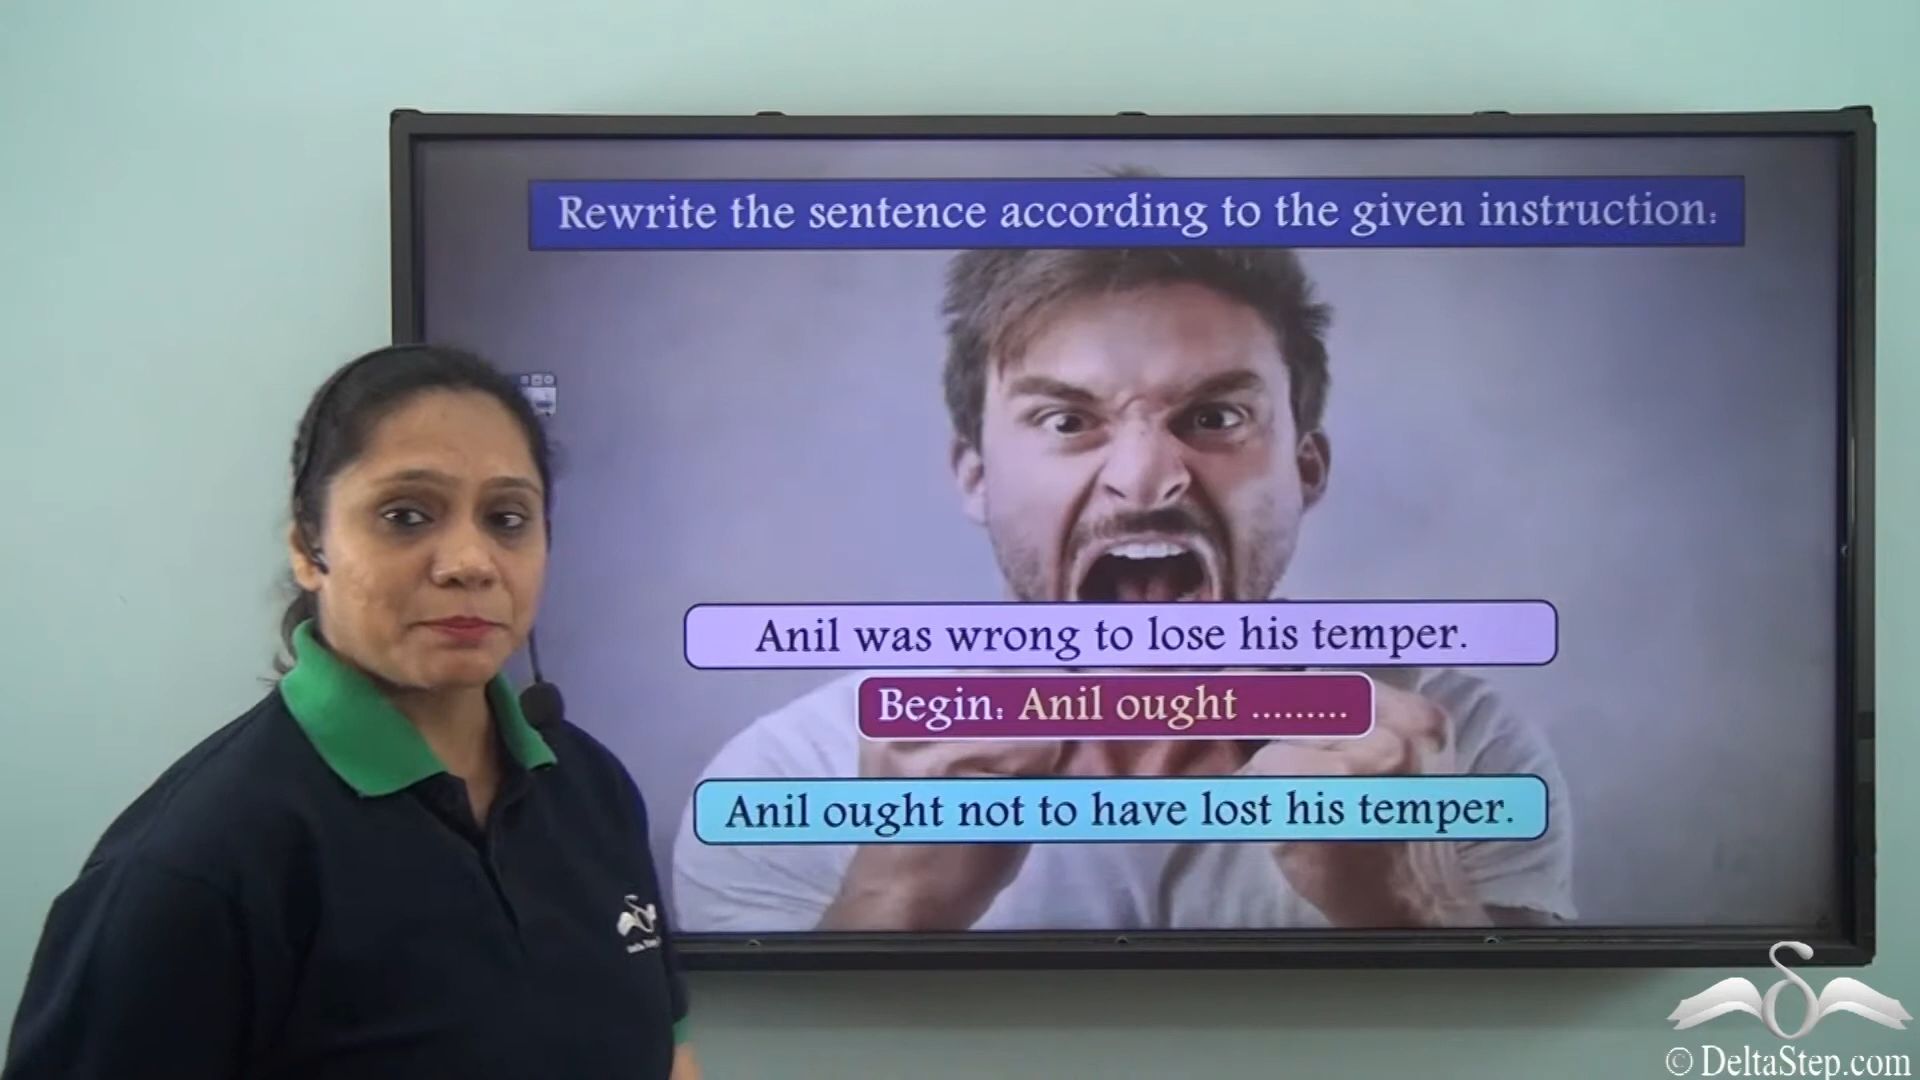 Rewrite the sentence according to the given instruction:
Anil was wrong to lose his temper.
Begin: Anil ought .........
Anil ought not to have lost his temper.
© DeltaStep.com